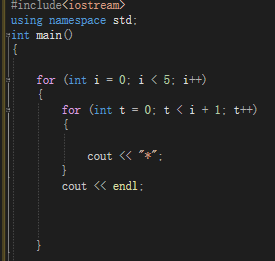 #include<iostream>
using namespace std;
int main()
{
for (int i = 0; i < 5; i++)
{
for (int t = 0; t < i + 1; t++)
{
cout << "*";
}
cout << endl;
}